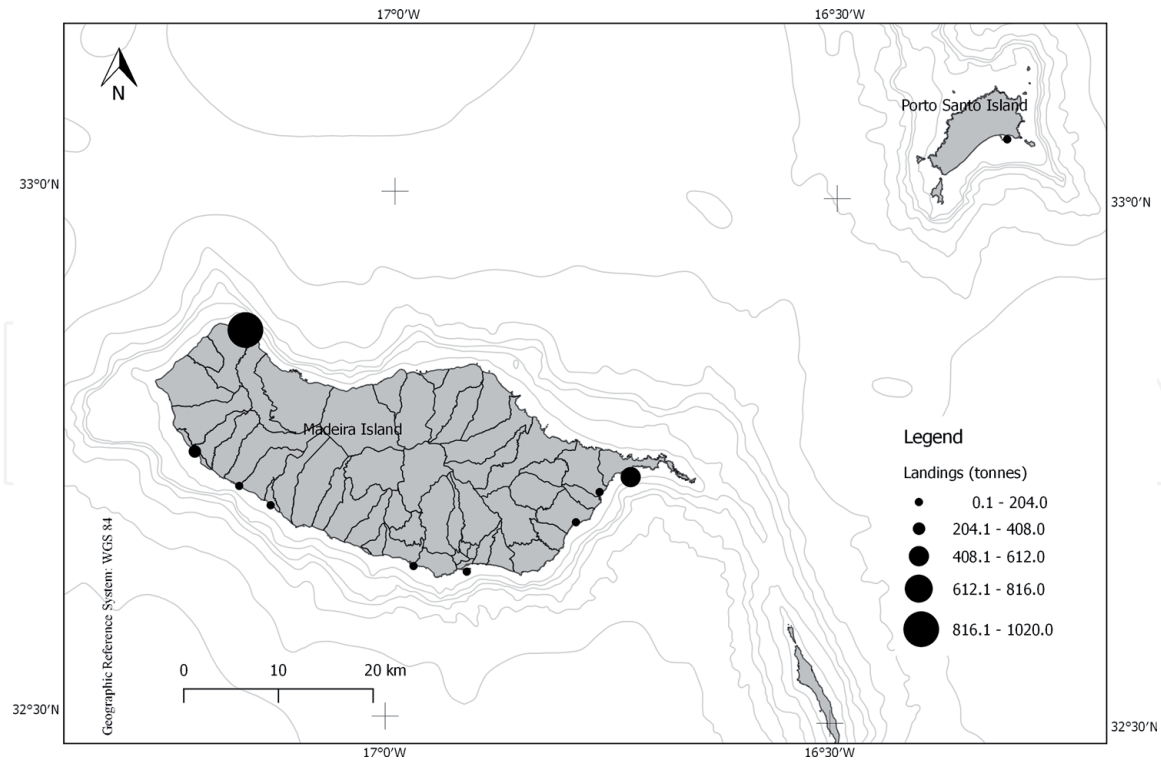 17°0'W
16°30'W
N
Porto Santo Island
33°0'N
33°0'N
Madeira Island
Legend
Landings (tonnes)
0.1 - 204.0
204.1 - 408.0
408.1 - 612.0
612.1 - 816.0
816.1 - 1020.0
Geographic Reference System: WGS 84
0 10 20 km
32°30'N
32°30'N
17°0'W
16°30'W